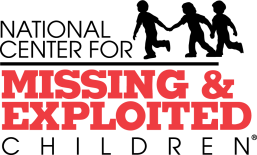 NATIONAL
CENTER FOR
MISSING &
EXPLOITED
CHILDREN®